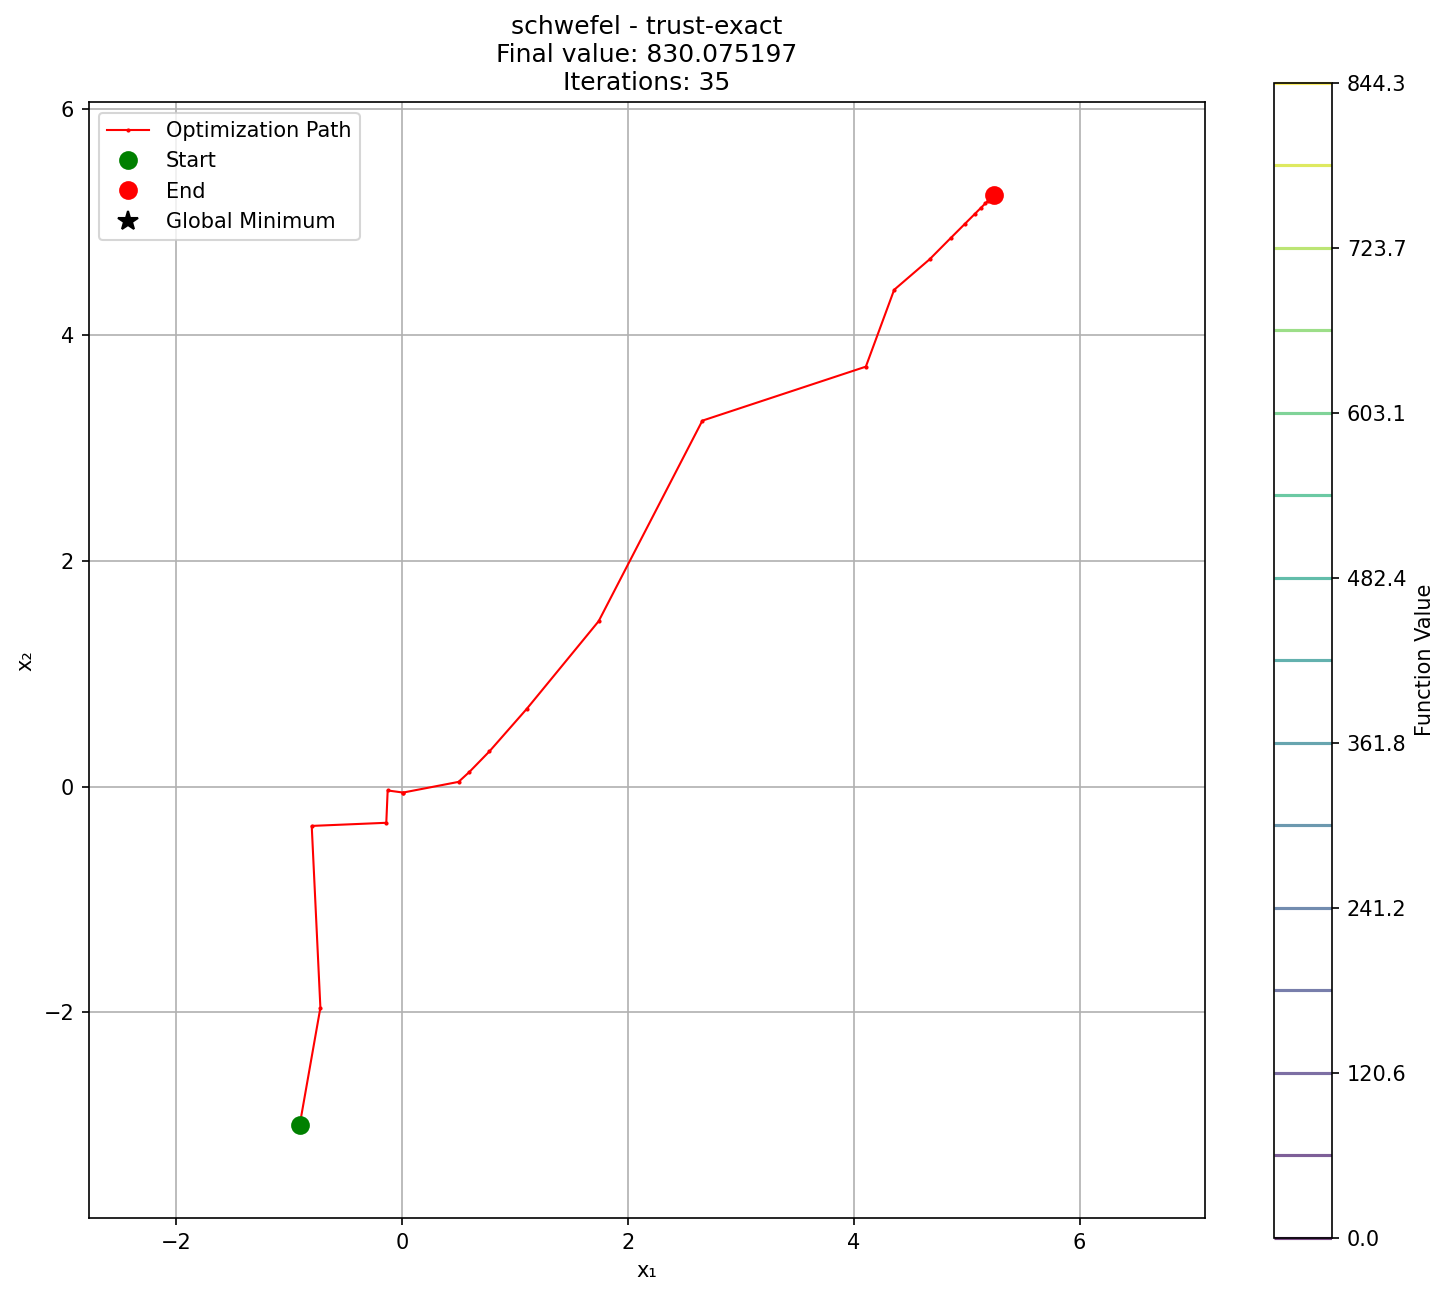 schwefel - trust-exact
Final value: 830.075197
Iterations: 35
Optimization Path
Start
End
Global Minimum
6
4
2
0
−2
x₂
−2
0
2
4
6
x₁
844.3
723.7
603.1
482.4
361.8
241.2
120.6
0.0
Function Value